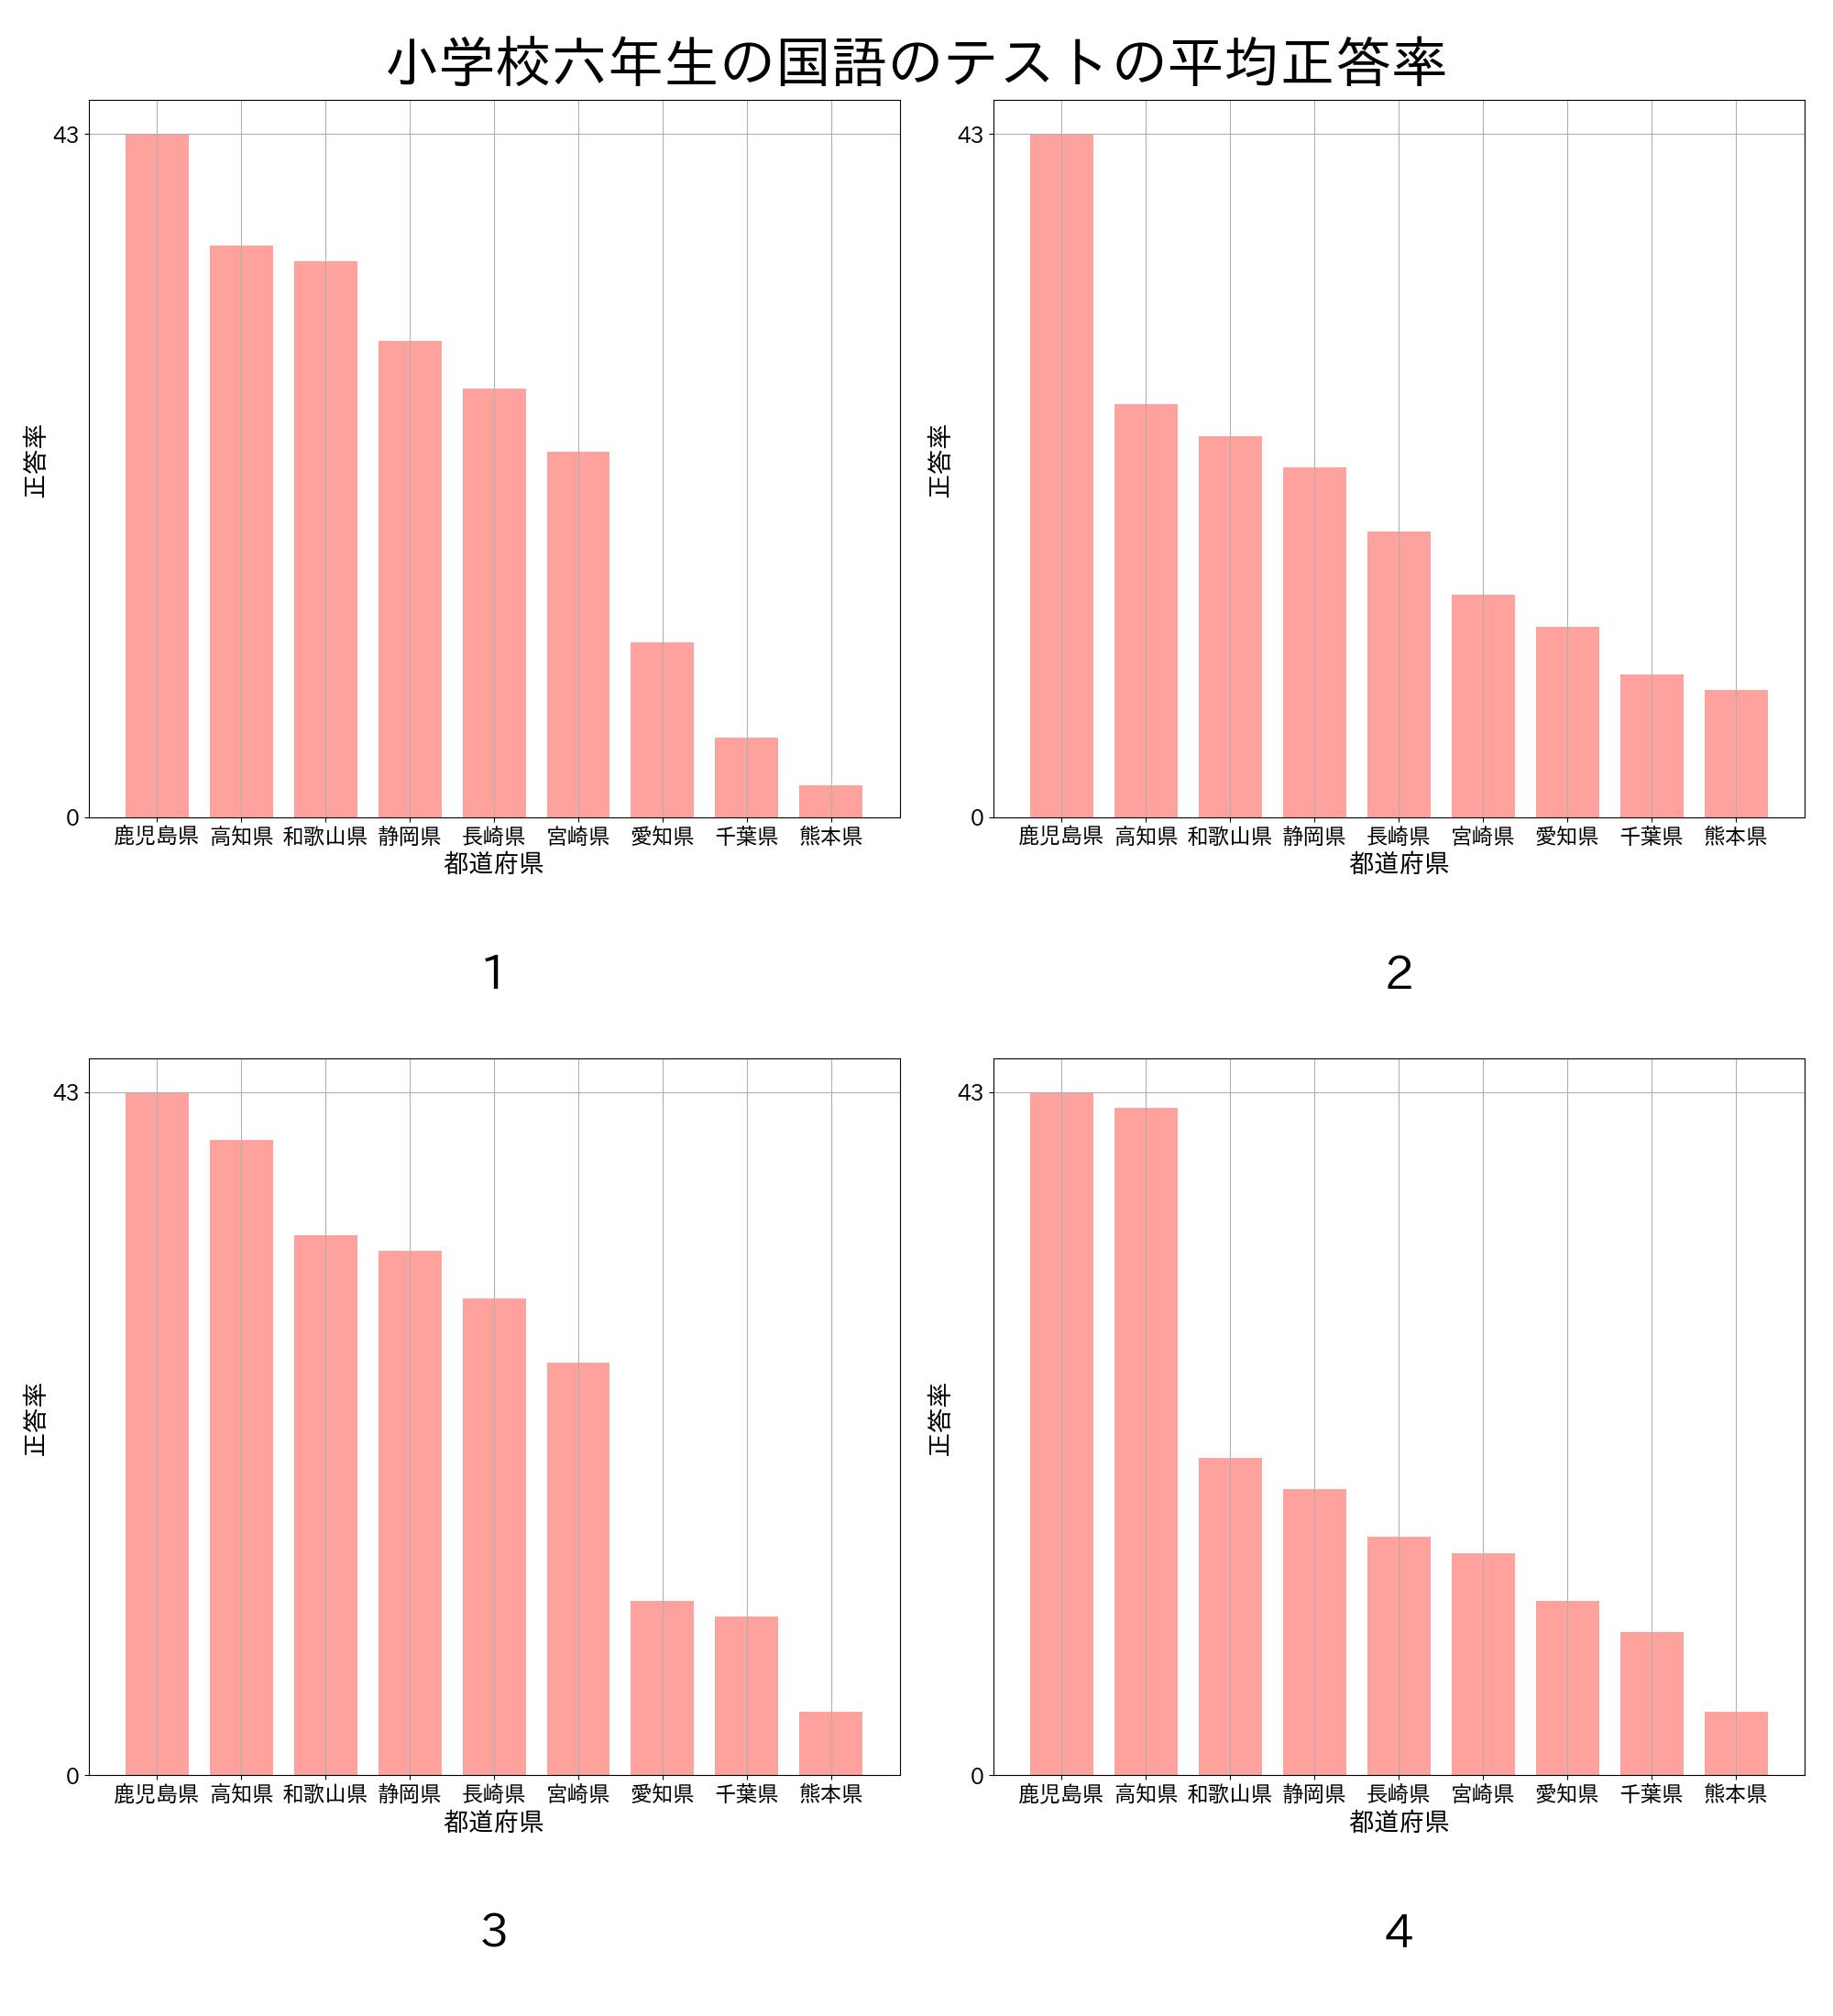 小学校六年生の国語のテストの平均正答率
43
0
正答率
鹿児島県 高知県 和歌山県 静岡県 長崎県 宮崎県 愛知県 千葉県 熊本県
都道府県
1
43
0
正答率
鹿児島県 高知県 和歌山県 静岡県 長崎県 宮崎県 愛知県 千葉県 熊本県
都道府県
2
43
0
正答率
鹿児島県 高知県 和歌山県 静岡県 長崎県 宮崎県 愛知県 千葉県 熊本県
都道府県
3
43
0
正答率
鹿児島県 高知県 和歌山県 静岡県 長崎県 宮崎県 愛知県 千葉県 熊本県
都道府県
4